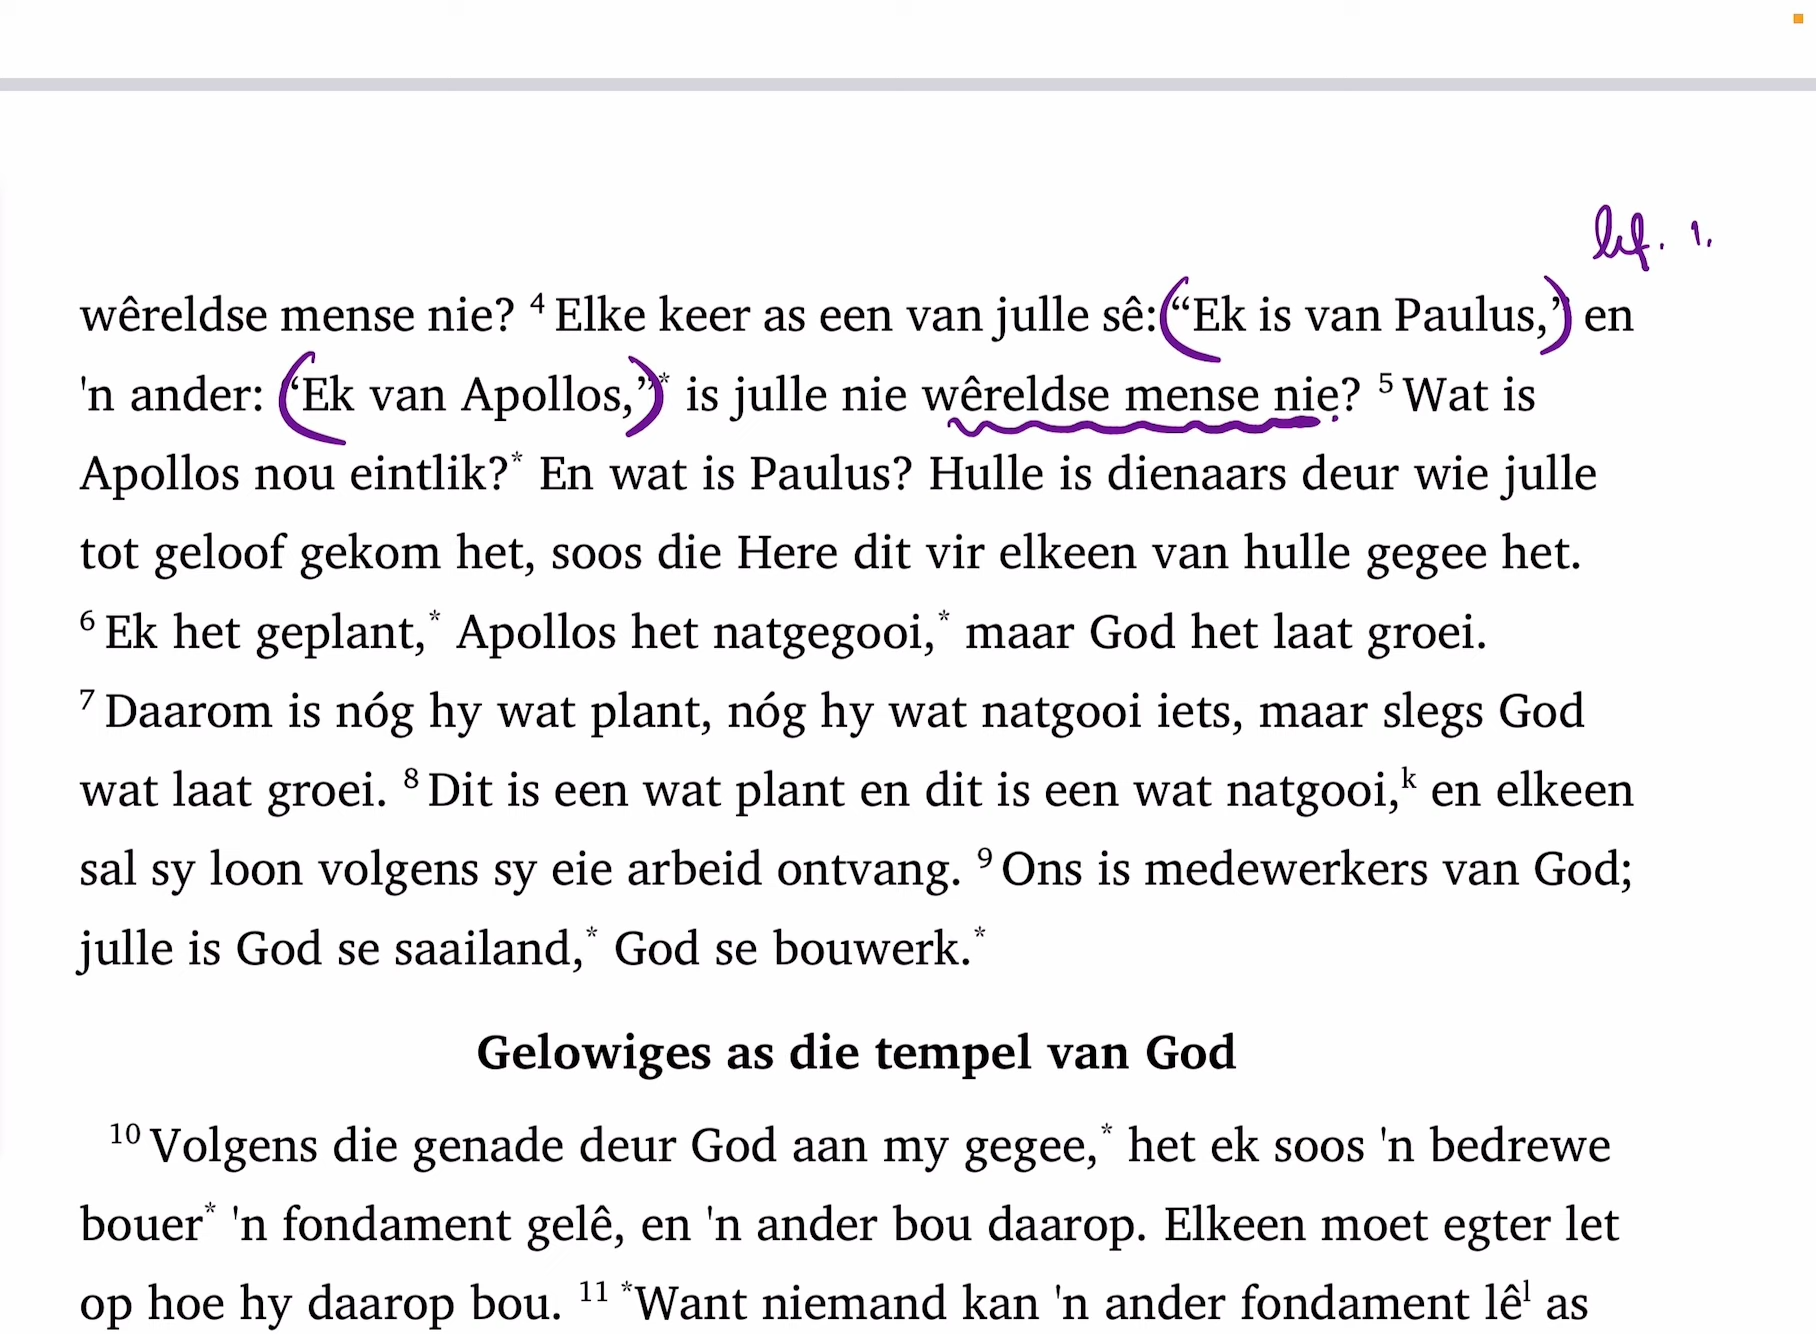 hf. 1.
wêreldse mense nie? ⁴ Elke keer as een van julle sê: (“Ek is van Paulus,”) en
'n ander: (“Ek van Apollos,”)* is julle nie wêreldse mense nie? ⁵ Wat is
Apollos nou eintlik?* En wat is Paulus? Hulle is dienaars deur wie julle
tot geloof gekom het, soos die Here dit vir elkeen van hulle gegee het.
⁶ Ek het geplant,* Apollos het natgegooi,* maar God het laat groei.
⁷ Daarom is nóg hy wat plant, nóg hy wat natgooi iets, maar slegs God
wat laat groei. ⁸ Dit is een wat plant en dit is een wat natgooi,ᵏ en elkeen
sal sy loon volgens sy eie arbeid ontvang. ⁹ Ons is medewerkers van God;
julle is God se saailand,* God se bouwerk.*
Gelowiges as die tempel van God
¹⁰ Volgens die genade deur God aan my gegee,* het ek soos 'n bedrewe
bouer* 'n fondament gelê, en 'n ander bou daarop. Elkeen moet egter let
op hoe hy daarop bou. ¹¹ *Want niemand kan 'n ander fondament lêˡ as